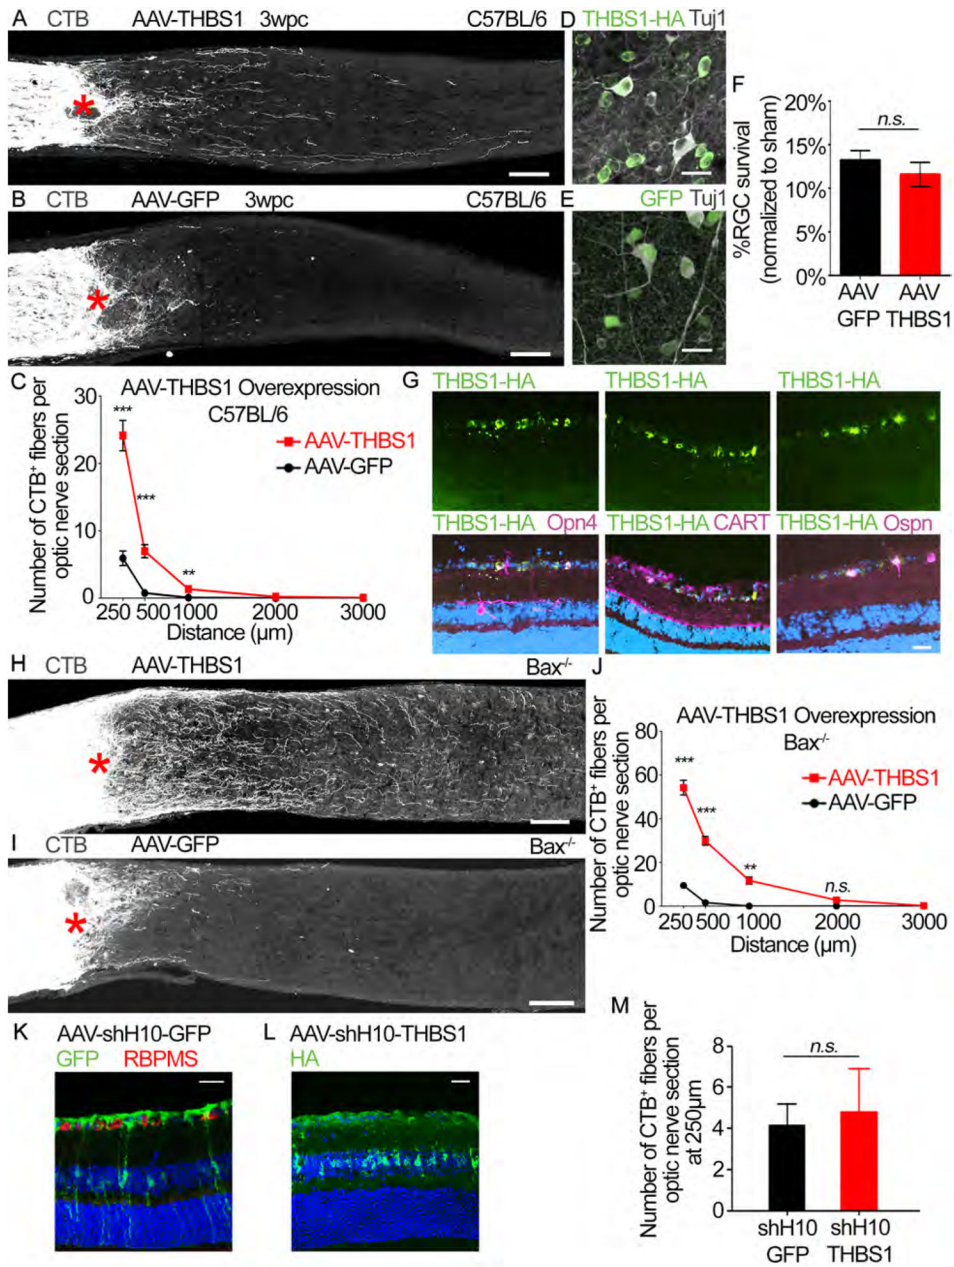 A CTB AAV-THBS1 3wpc C57BL/6
D THBS1-HA Tuj1
F
20%
15%
10%
5%
0%
%RGC survival
(normalized to sham)
n.s.
AAV AAV
GFP THBS1
B CTB AAV-GFP 3wpc C57BL/6
E GFP Tuj1
C
AAV-THBS1 Overexpression
C57BL/6
AAV-THBS1
AAV-GFP
Number of CTB⁺ fibers per
optic nerve section
30
20
10
0
***
***
**
250 500 1000 2000 3000
Distance (µm)
G THBS1-HA THBS1-HA THBS1-HA
THBS1-HA Opn4 THBS1-HA CART THBS1-HA Ospn
H CTB AAV-THBS1 Bax⁻/⁻
I CTB AAV-GFP Bax⁻/⁻
J
AAV-THBS1 Overexpression
Bax⁻/⁻
AAV-THBS1
AAV-GFP
Number of CTB⁺ fibers per
optic nerve section
80
60
40
20
0
***
***
**
n.s.
250 500 1000 2000 3000
Distance (µm)
K AAV-shH10-GFP
GFP RBPMS
L AAV-shH10-THBS1
HA
M
Number of CTB⁺ fibers per
optic nerve section
at 250µm
8
6
4
2
0
n.s.
shH10 shH10
GFP THBS1